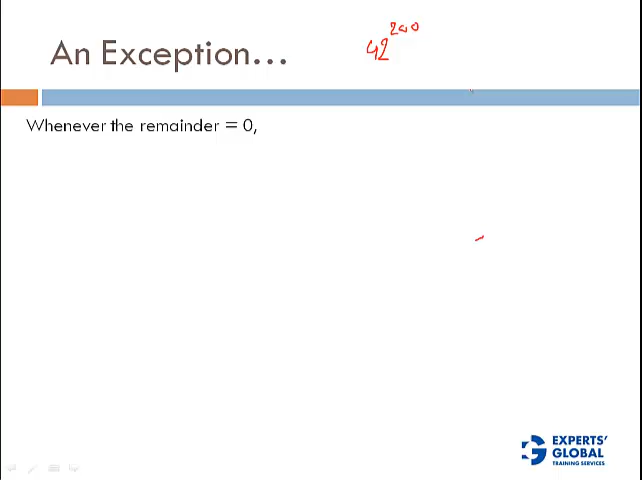 An Exception...
42^200
Whenever the remainder = 0,
EXPERTS'
GLOBAL
TRAINING SERVICES